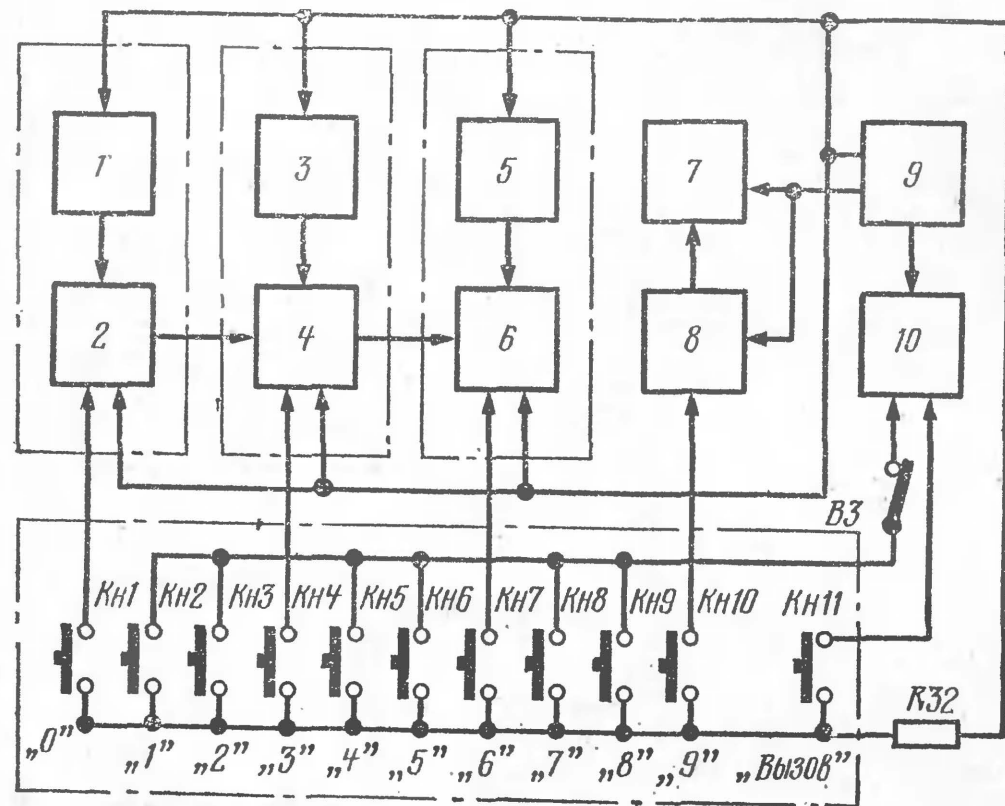 1 3 5 7 9
2 4 6 8 10
В3
Кн1 Кн2 Кн3 Кн4 Кн5 Кн6 Кн7 Кн8 Кн9 Кн10 Кн11
R32
„0” „1” „2” „3” „4” „5” „6” „7” „8” „9” „Вызов”